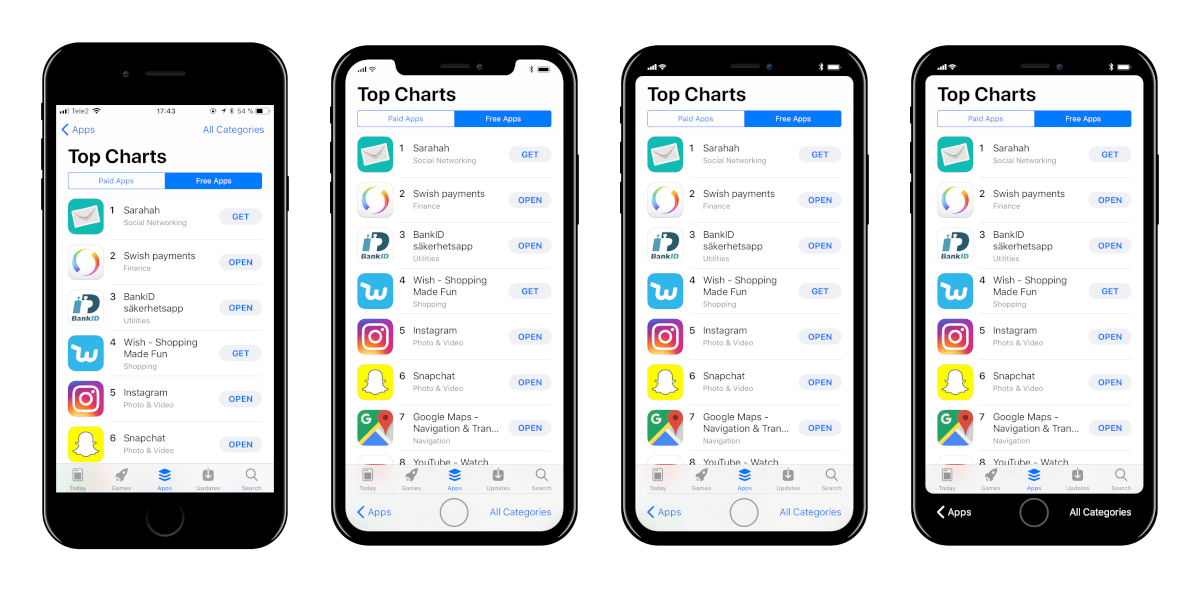 Tele2 17:43 54 %
Apps All Categories
Top Charts
Paid Apps Free Apps
1 Sarahah
Social Networking
GET
2 Swish payments
Finance
OPEN
3 BankID
säkerhetsapp
Utilities
OPEN
BankID
4 Wish - Shopping
Made Fun
Shopping
GET
5 Instagram
Photo & Video
OPEN
6 Snapchat
Photo & Video
OPEN
Today Games Apps Updates Search
Top Charts
Paid Apps Free Apps
1 Sarahah
Social Networking
GET
2 Swish payments
Finance
OPEN
3 BankID
säkerhetsapp
Utilities
OPEN
BankID
4 Wish - Shopping
Made Fun
Shopping
GET
5 Instagram
Photo & Video
OPEN
6 Snapchat
Photo & Video
OPEN
7 Google Maps -
Navigation & Tran...
Navigation
OPEN
G
8 YouTube - Watch
Today Games Apps Updates Search
Apps All Categories
Top Charts
Paid Apps Free Apps
1 Sarahah
Social Networking
GET
2 Swish payments
Finance
OPEN
3 BankID
säkerhetsapp
Utilities
OPEN
BankID
4 Wish - Shopping
Made Fun
Shopping
GET
5 Instagram
Photo & Video
OPEN
6 Snapchat
Photo & Video
OPEN
7 Google Maps -
Navigation & Tran...
Navigation
OPEN
G
8 YouTube - Watch
Today Games Apps Updates Search
Apps All Categories
Top Charts
Paid Apps Free Apps
1 Sarahah
Social Networking
GET
2 Swish payments
Finance
OPEN
3 BankID
säkerhetsapp
Utilities
OPEN
BankID
4 Wish - Shopping
Made Fun
Shopping
GET
5 Instagram
Photo & Video
OPEN
6 Snapchat
Photo & Video
OPEN
7 Google Maps -
Navigation & Tran...
Navigation
OPEN
G
8 YouTube - Watch
Today Games Apps Updates Search
Apps All Categories